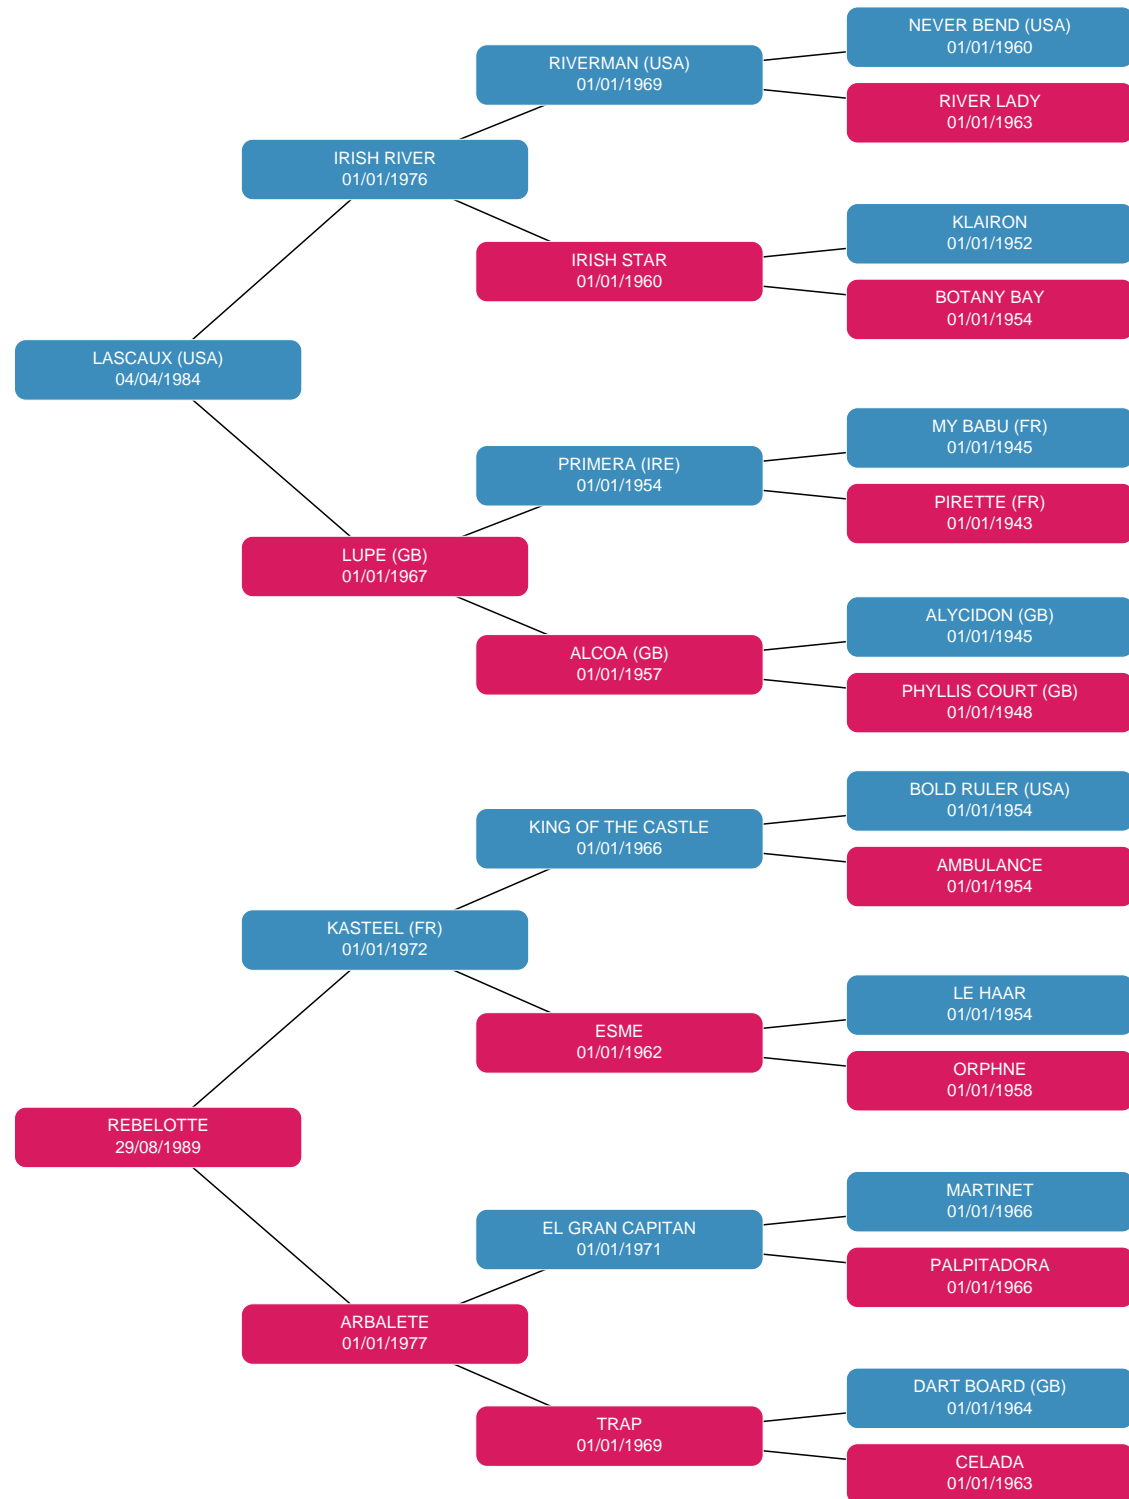 NEVER BEND (USA)
01/01/1960
RIVERMAN (USA)
01/01/1969
RIVER LADY
01/01/1963
IRISH RIVER
01/01/1976
KLAIRON
01/01/1952
IRISH STAR
01/01/1960
BOTANY BAY
01/01/1954
LASCAUX (USA)
04/04/1984
MY BABU (FR)
01/01/1945
PRIMERA (IRE)
01/01/1954
PIRETTE (FR)
01/01/1943
LUPE (GB)
01/01/1967
ALYCIDON (GB)
01/01/1945
ALCOA (GB)
01/01/1957
PHYLLIS COURT (GB)
01/01/1948
BOLD RULER (USA)
01/01/1954
KING OF THE CASTLE
01/01/1966
AMBULANCE
01/01/1954
KASTEEL (FR)
01/01/1972
LE HAAR
01/01/1954
ESME
01/01/1962
ORPHNE
01/01/1958
REBELOTTE
29/08/1989
MARTINET
01/01/1966
EL GRAN CAPITAN
01/01/1971
PALPITADORA
01/01/1966
ARBALETE
01/01/1977
DART BOARD (GB)
01/01/1964
TRAP
01/01/1969
CELADA
01/01/1963